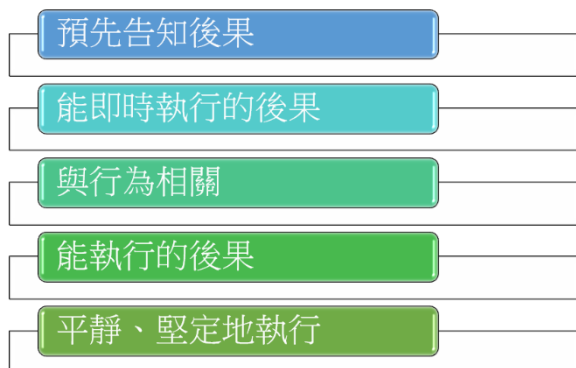 預先告知後果
能即時執行的後果
與行為相關
能執行的後果
平靜、堅定地執行